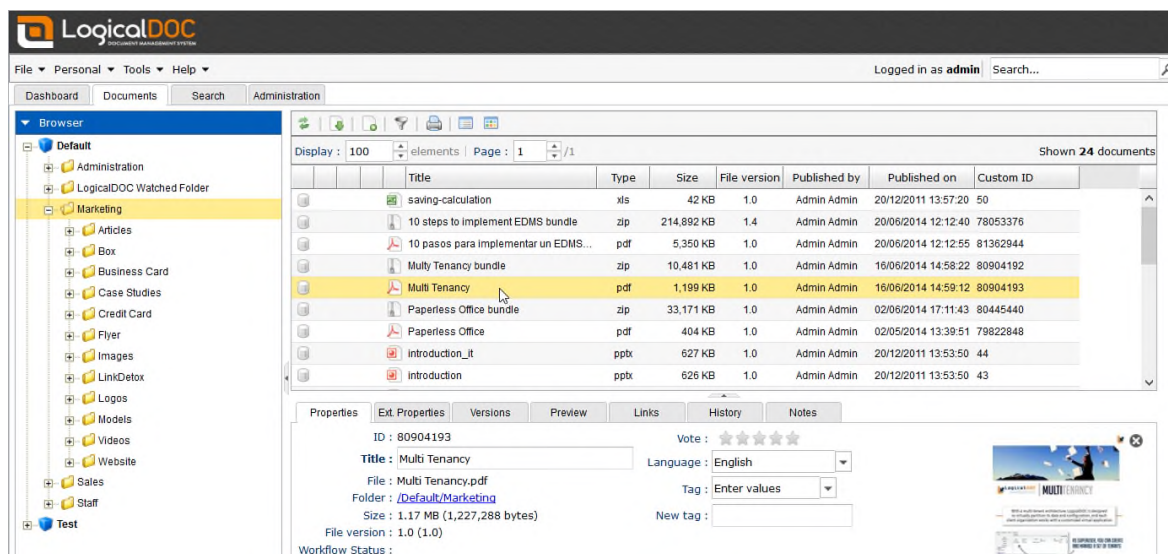 LogicalDOC
DOCUMENT MANAGEMENT SYSTEM
File Personal Tools Help Logged in as admin Search...
Dashboard Documents Search Administration
Browser
Default
Administration
LogicalDOC Watched Folder
Marketing
Articles
Box
Business Card
Case Studies
Credit Card
Flyer
Images
LinkDetox
Logos
Models
Videos
Website
Sales
Staff
Test
Display : 100 elements Page : 1 /1 Shown 24 documents
Title Type Size File version Published by Published on Custom ID
saving-calculation xls 42 KB 1.0 Admin Admin 20/12/2011 13:57:20 50
10 steps to implement EDMS bundle zip 214,892 KB 1.4 Admin Admin 20/06/2014 12:12:40 78053376
10 pasos para implementar un EDMS... pdf 5,350 KB 1.0 Admin Admin 20/06/2014 12:12:55 81362944
Multy Tenancy bundle zip 10,481 KB 1.0 Admin Admin 16/06/2014 14:58:22 80904192
Multi Tenancy pdf 1,199 KB 1.0 Admin Admin 16/06/2014 14:59:12 80904193
Paperless Office bundle zip 33,171 KB 1.0 Admin Admin 02/06/2014 17:11:43 80445440
Paperless Office pdf 404 KB 1.0 Admin Admin 02/05/2014 13:39:51 79822848
introduction_it pptx 627 KB 1.0 Admin Admin 20/12/2011 13:53:50 44
introduction pptx 626 KB 1.0 Admin Admin 20/12/2011 13:53:50 43
Properties Ext. Properties Versions Preview Links History Notes
ID : 80904193
Title : Multi Tenancy
File : Multi Tenancy.pdf
Folder : /Default/Marketing
Size : 1.17 MB (1,227,288 bytes)
File version : 1.0 (1.0)
Workflow Status :
Vote :
Language : English
Tag : Enter values
New tag :
LogicalDOC MULTITENANCY